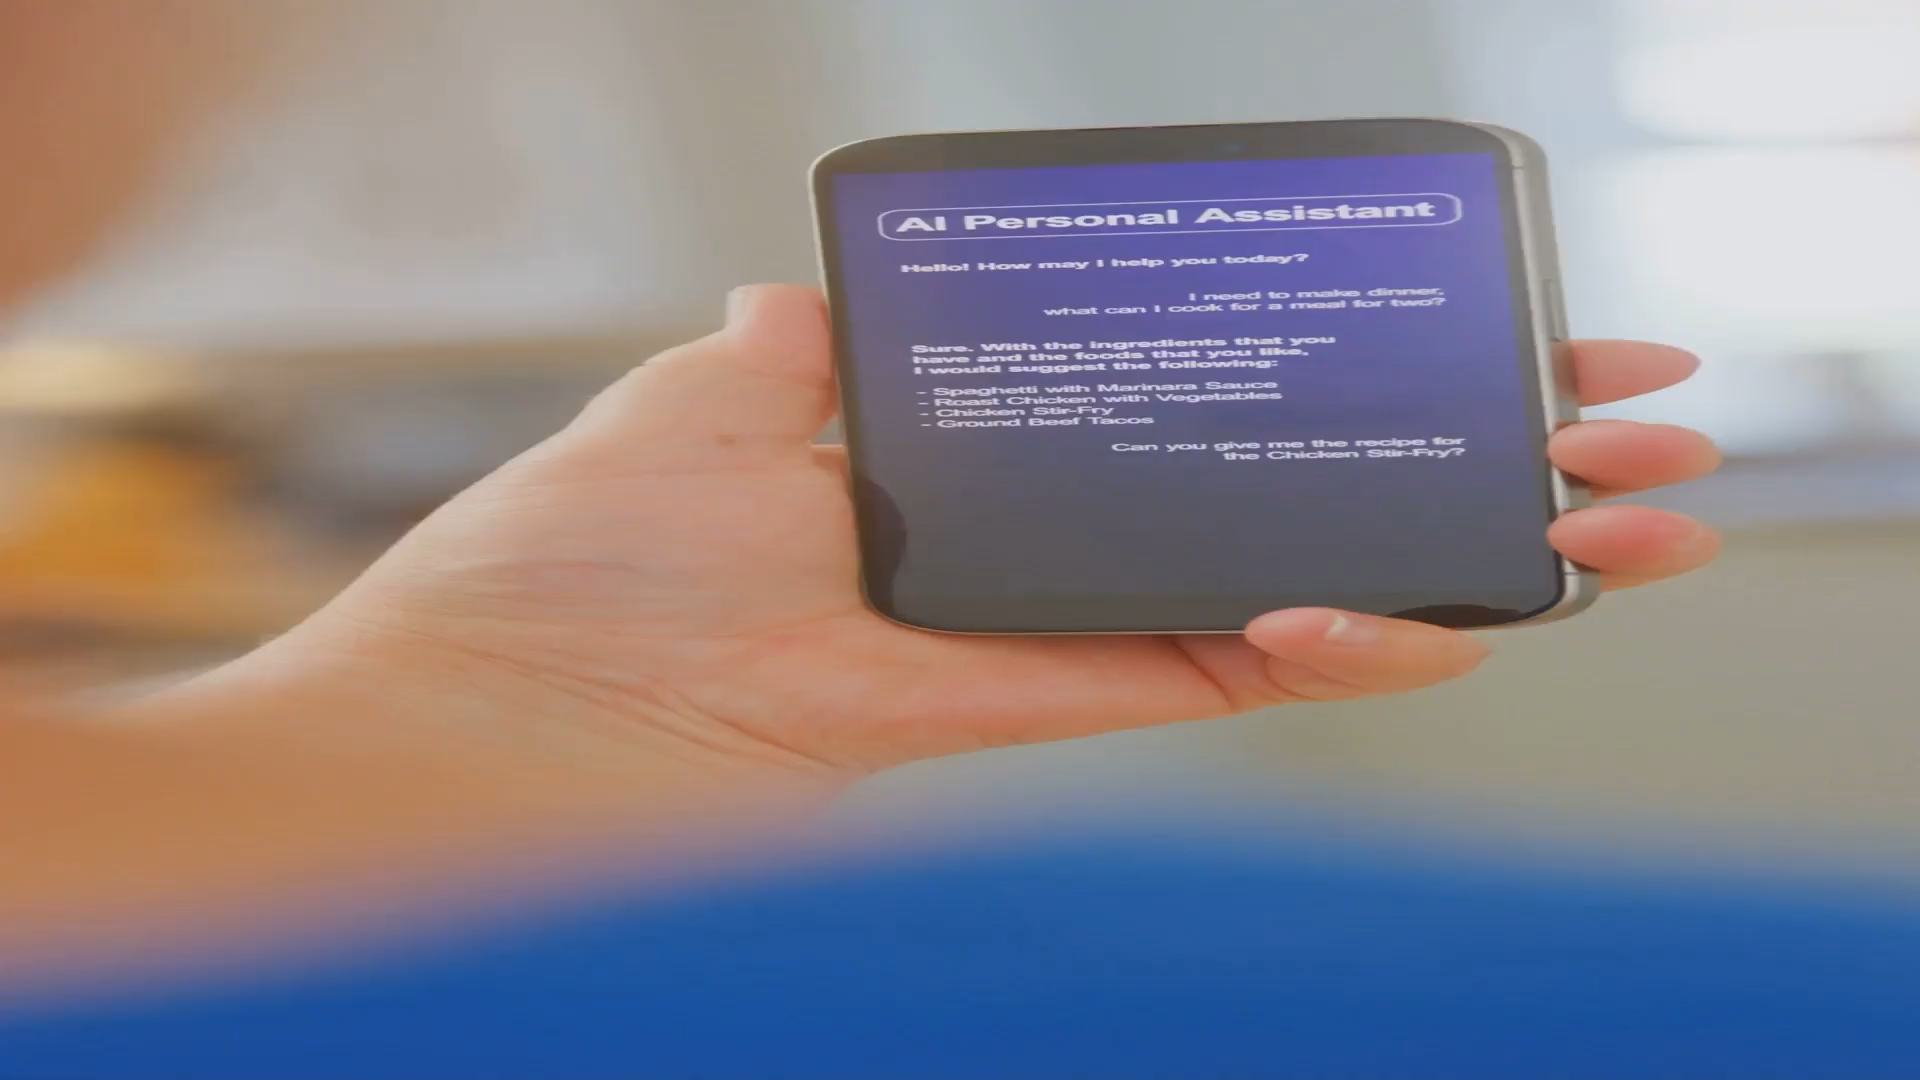 AI Personal Assistant
Hello! How may I help you today?
I need to make dinner,
what can I cook for a meal for two?
Sure. With the ingredients that you
have and the foods that you like,
I would suggest the following:
- Spaghetti with Marinara Sauce
- Roast Chicken with Vegetables
- Chicken Stir-Fry
- Ground Beef Tacos
Can you give me the recipe for
the Chicken Stir-Fry?